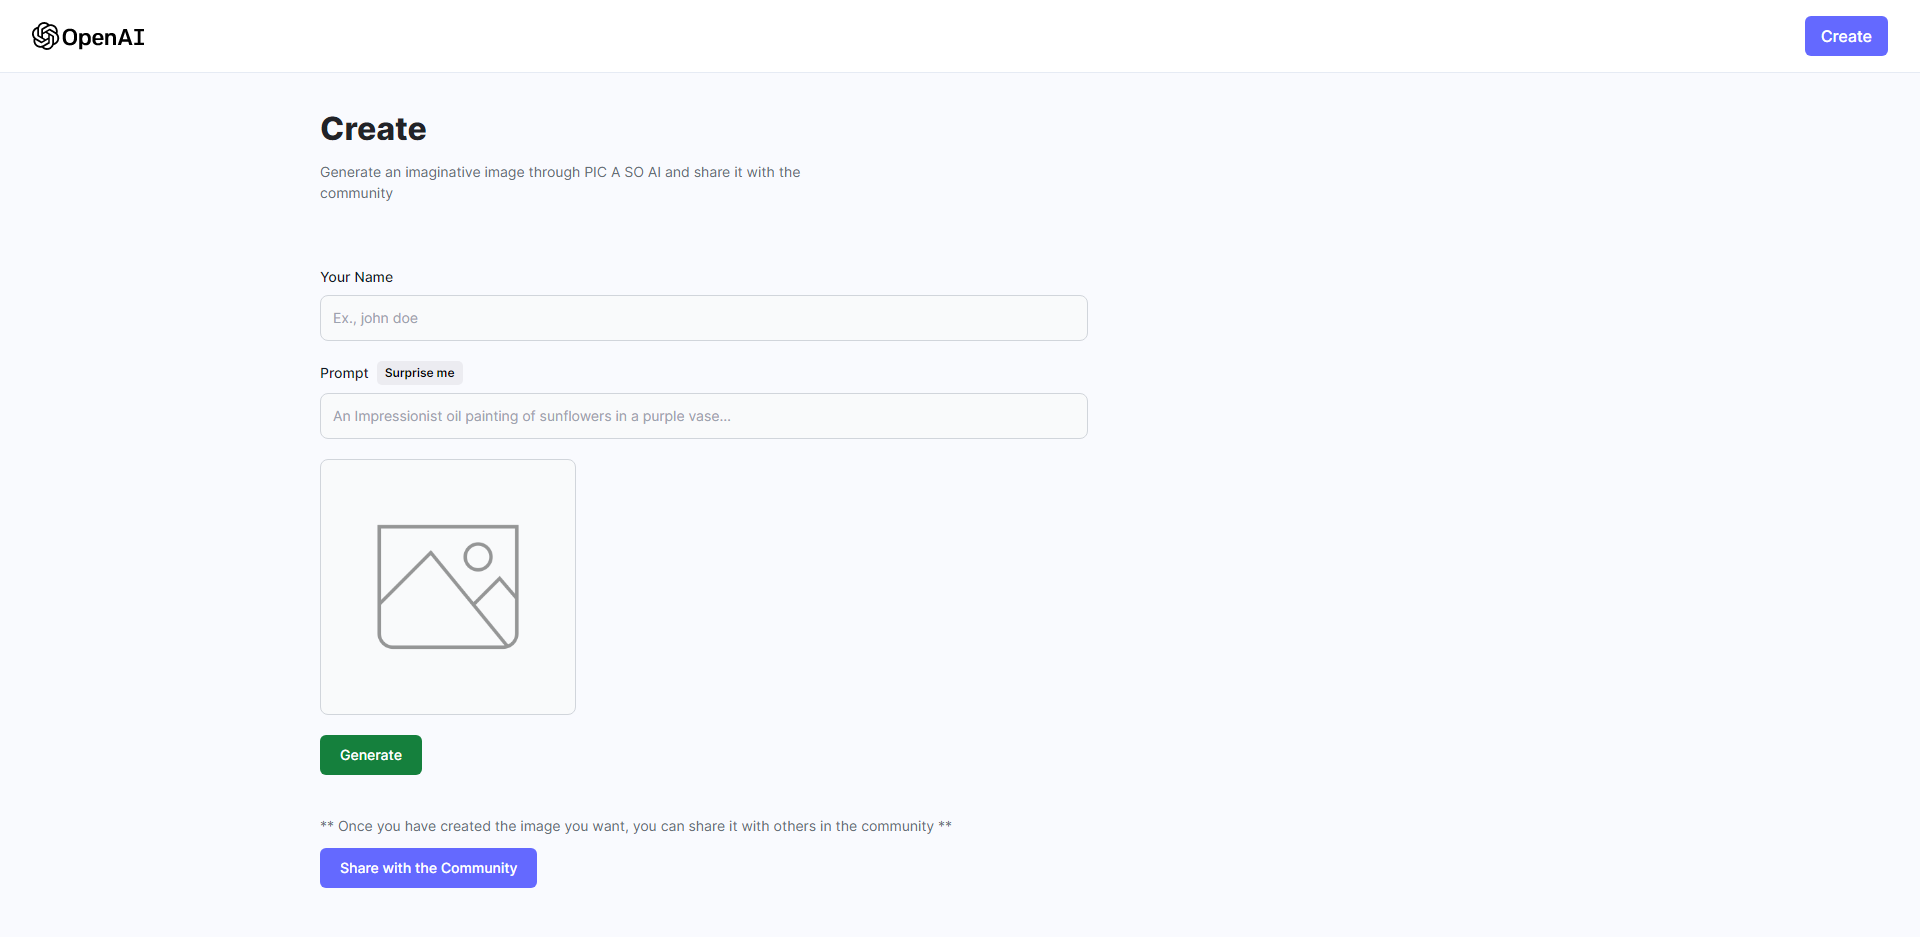 OpenAI
Create
Create
Generate an imaginative image through PIC A SO AI and share it with the
community
Your Name
Ex., john doe
Prompt
Surprise me
An Impressionist oil painting of sunflowers in a purple vase...
Generate
** Once you have created the image you want, you can share it with others in the community **
Share with the Community